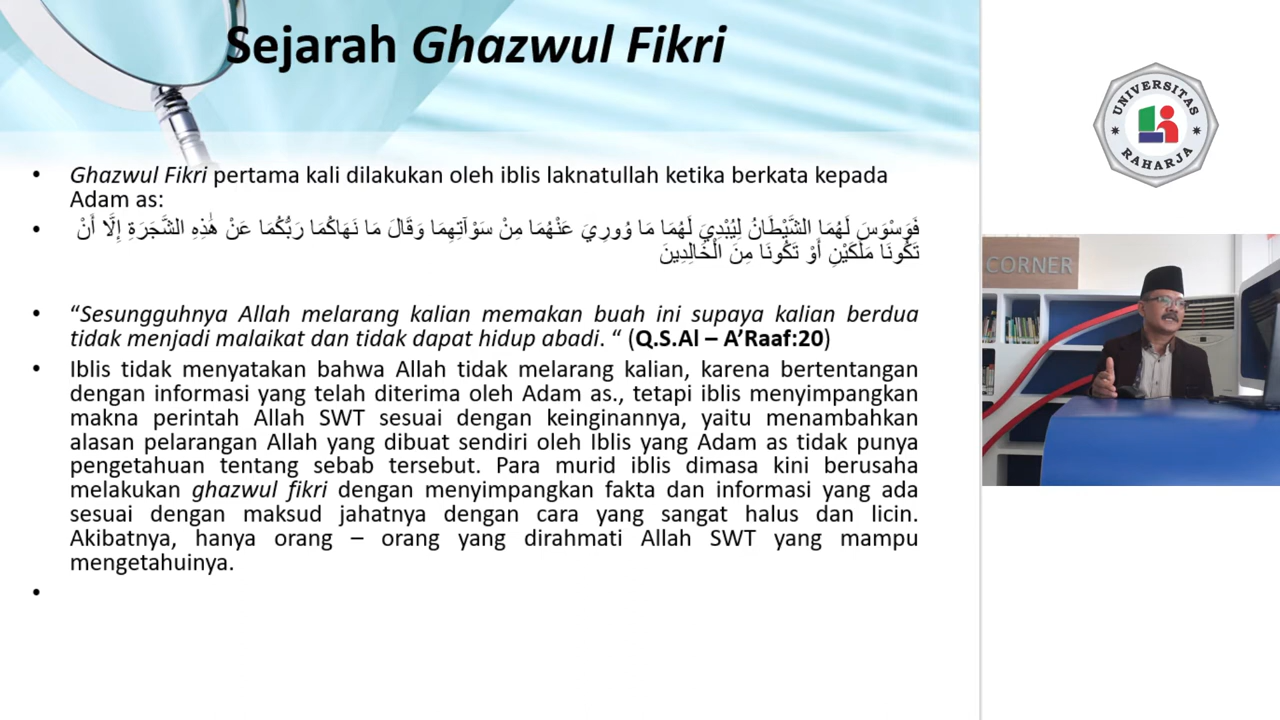 Sejarah Ghazwul Fikri
• Ghazwul Fikri pertama kali dilakukan oleh iblis laknatullah ketika berkata kepada
Adam as:
• فَوَسْوَسَ لَهُمَا الشَّيْطَانُ لِيُبْدِيَ لَهُمَا مَا وُورِيَ عَنْهُمَا مِنْ سَوْآتِهِمَا وَقَالَ مَا نَهَاكُمَا رَبُّكُمَا عَنْ هَٰذِهِ الشَّجَرَةِ إِلَّا أَنْ
تَكُونَا مَلَكَيْنِ أَوْ تَكُونَا مِنَ الْخَالِدِينَ
• “Sesungguhnya Allah melarang kalian memakan buah ini supaya kalian berdua
tidak menjadi malaikat dan tidak dapat hidup abadi. “ (Q.S.Al – A’Raaf:20)
• Iblis tidak menyatakan bahwa Allah tidak melarang kalian, karena bertentangan
dengan informasi yang telah diterima oleh Adam as., tetapi iblis menyimpangkan
makna perintah Allah SWT sesuai dengan keinginannya, yaitu menambahkan
alasan pelarangan Allah yang dibuat sendiri oleh Iblis yang Adam as tidak punya
pengetahuan tentang sebab tersebut. Para murid iblis dimasa kini berusaha
melakukan ghazwul fikri dengan menyimpangkan fakta dan informasi yang ada
sesuai dengan maksud jahatnya dengan cara yang sangat halus dan licin.
Akibatnya, hanya orang – orang yang dirahmati Allah SWT yang mampu
mengetahuinya.
•
UNIVERSITAS
RAHARJA
CORNER